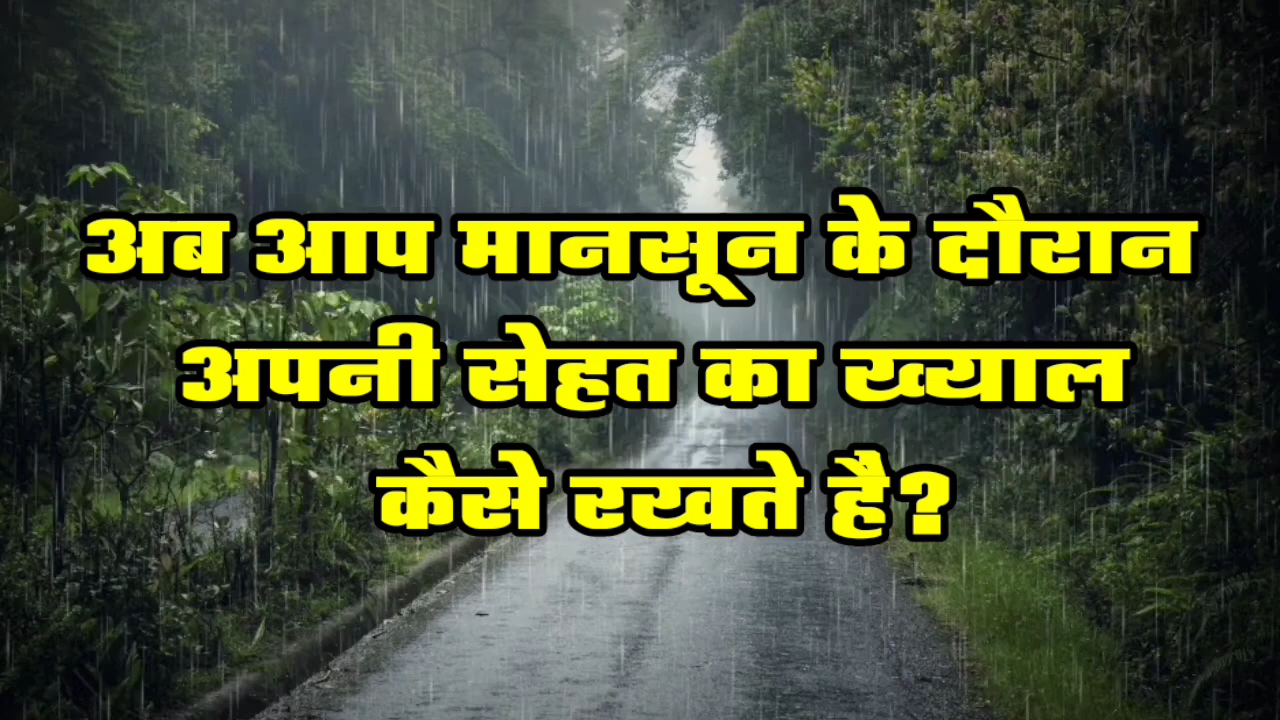 अब आप मानसून के दौरान
अपनी सेहत का ख्याल
कैसे रखते है?